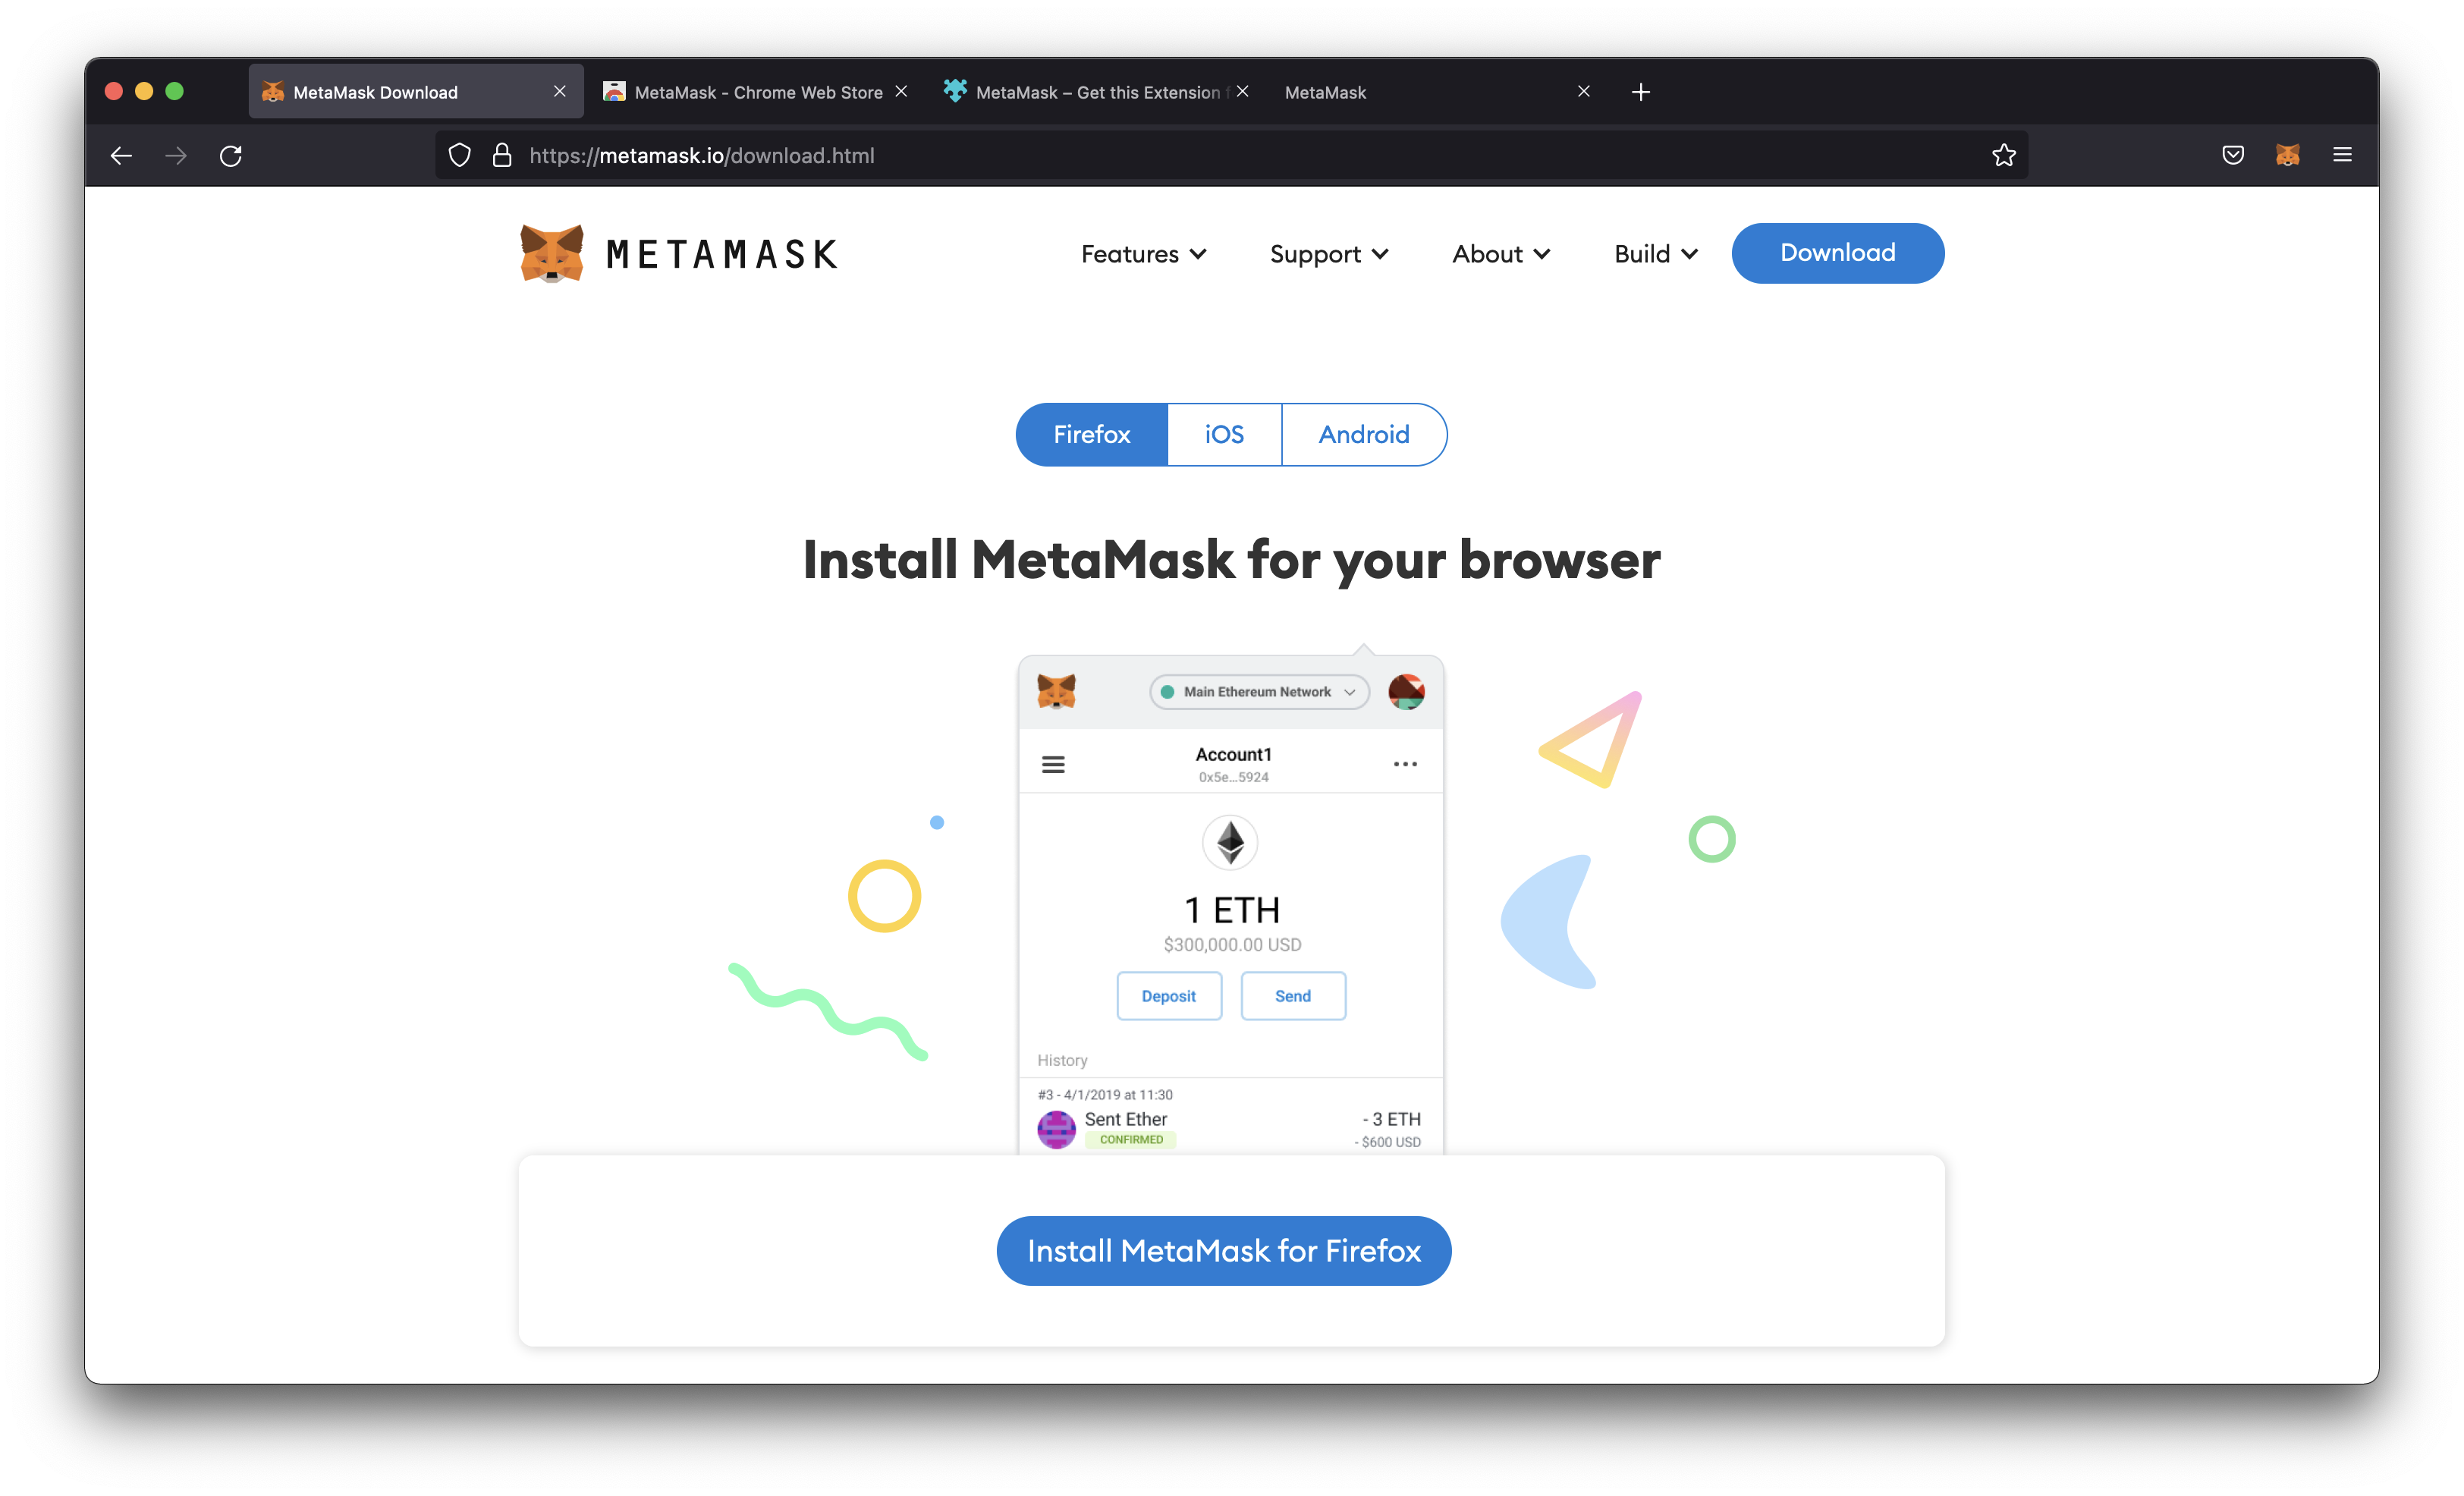 MetaMask Download
MetaMask - Chrome Web Store
MetaMask – Get this Extension f
MetaMask
https://metamask.io/download.html
METAMASK
Features
Support
About
Build
Download
Firefox
iOS
Android
Install MetaMask for your browser
Main Ethereum Network
Account1
0x5e...5924
1 ETH
$300,000.00 USD
Deposit
Send
History
#3 - 4/1/2019 at 11:30
Sent Ether
- 3 ETH
CONFIRMED
- $600 USD
Install MetaMask for Firefox